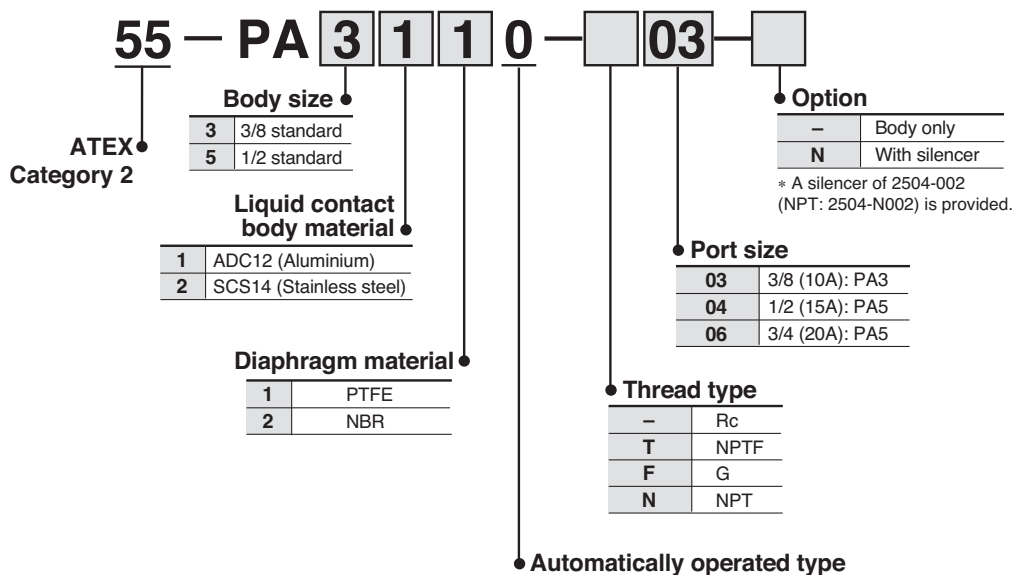 55 — PA 3 1 1 0 — 03 —
ATEX
Category 2
Body size
3 3/8 standard
5 1/2 standard
Liquid contact
body material
1 ADC12 (Aluminium)
2 SCS14 (Stainless steel)
Diaphragm material
1 PTFE
2 NBR
Option
– Body only
N With silencer
∗ A silencer of 2504-002
(NPT: 2504-N002) is provided.
Port size
03 3/8 (10A): PA3
04 1/2 (15A): PA5
06 3/4 (20A): PA5
Thread type
– Rc
T NPTF
F G
N NPT
Automatically operated type